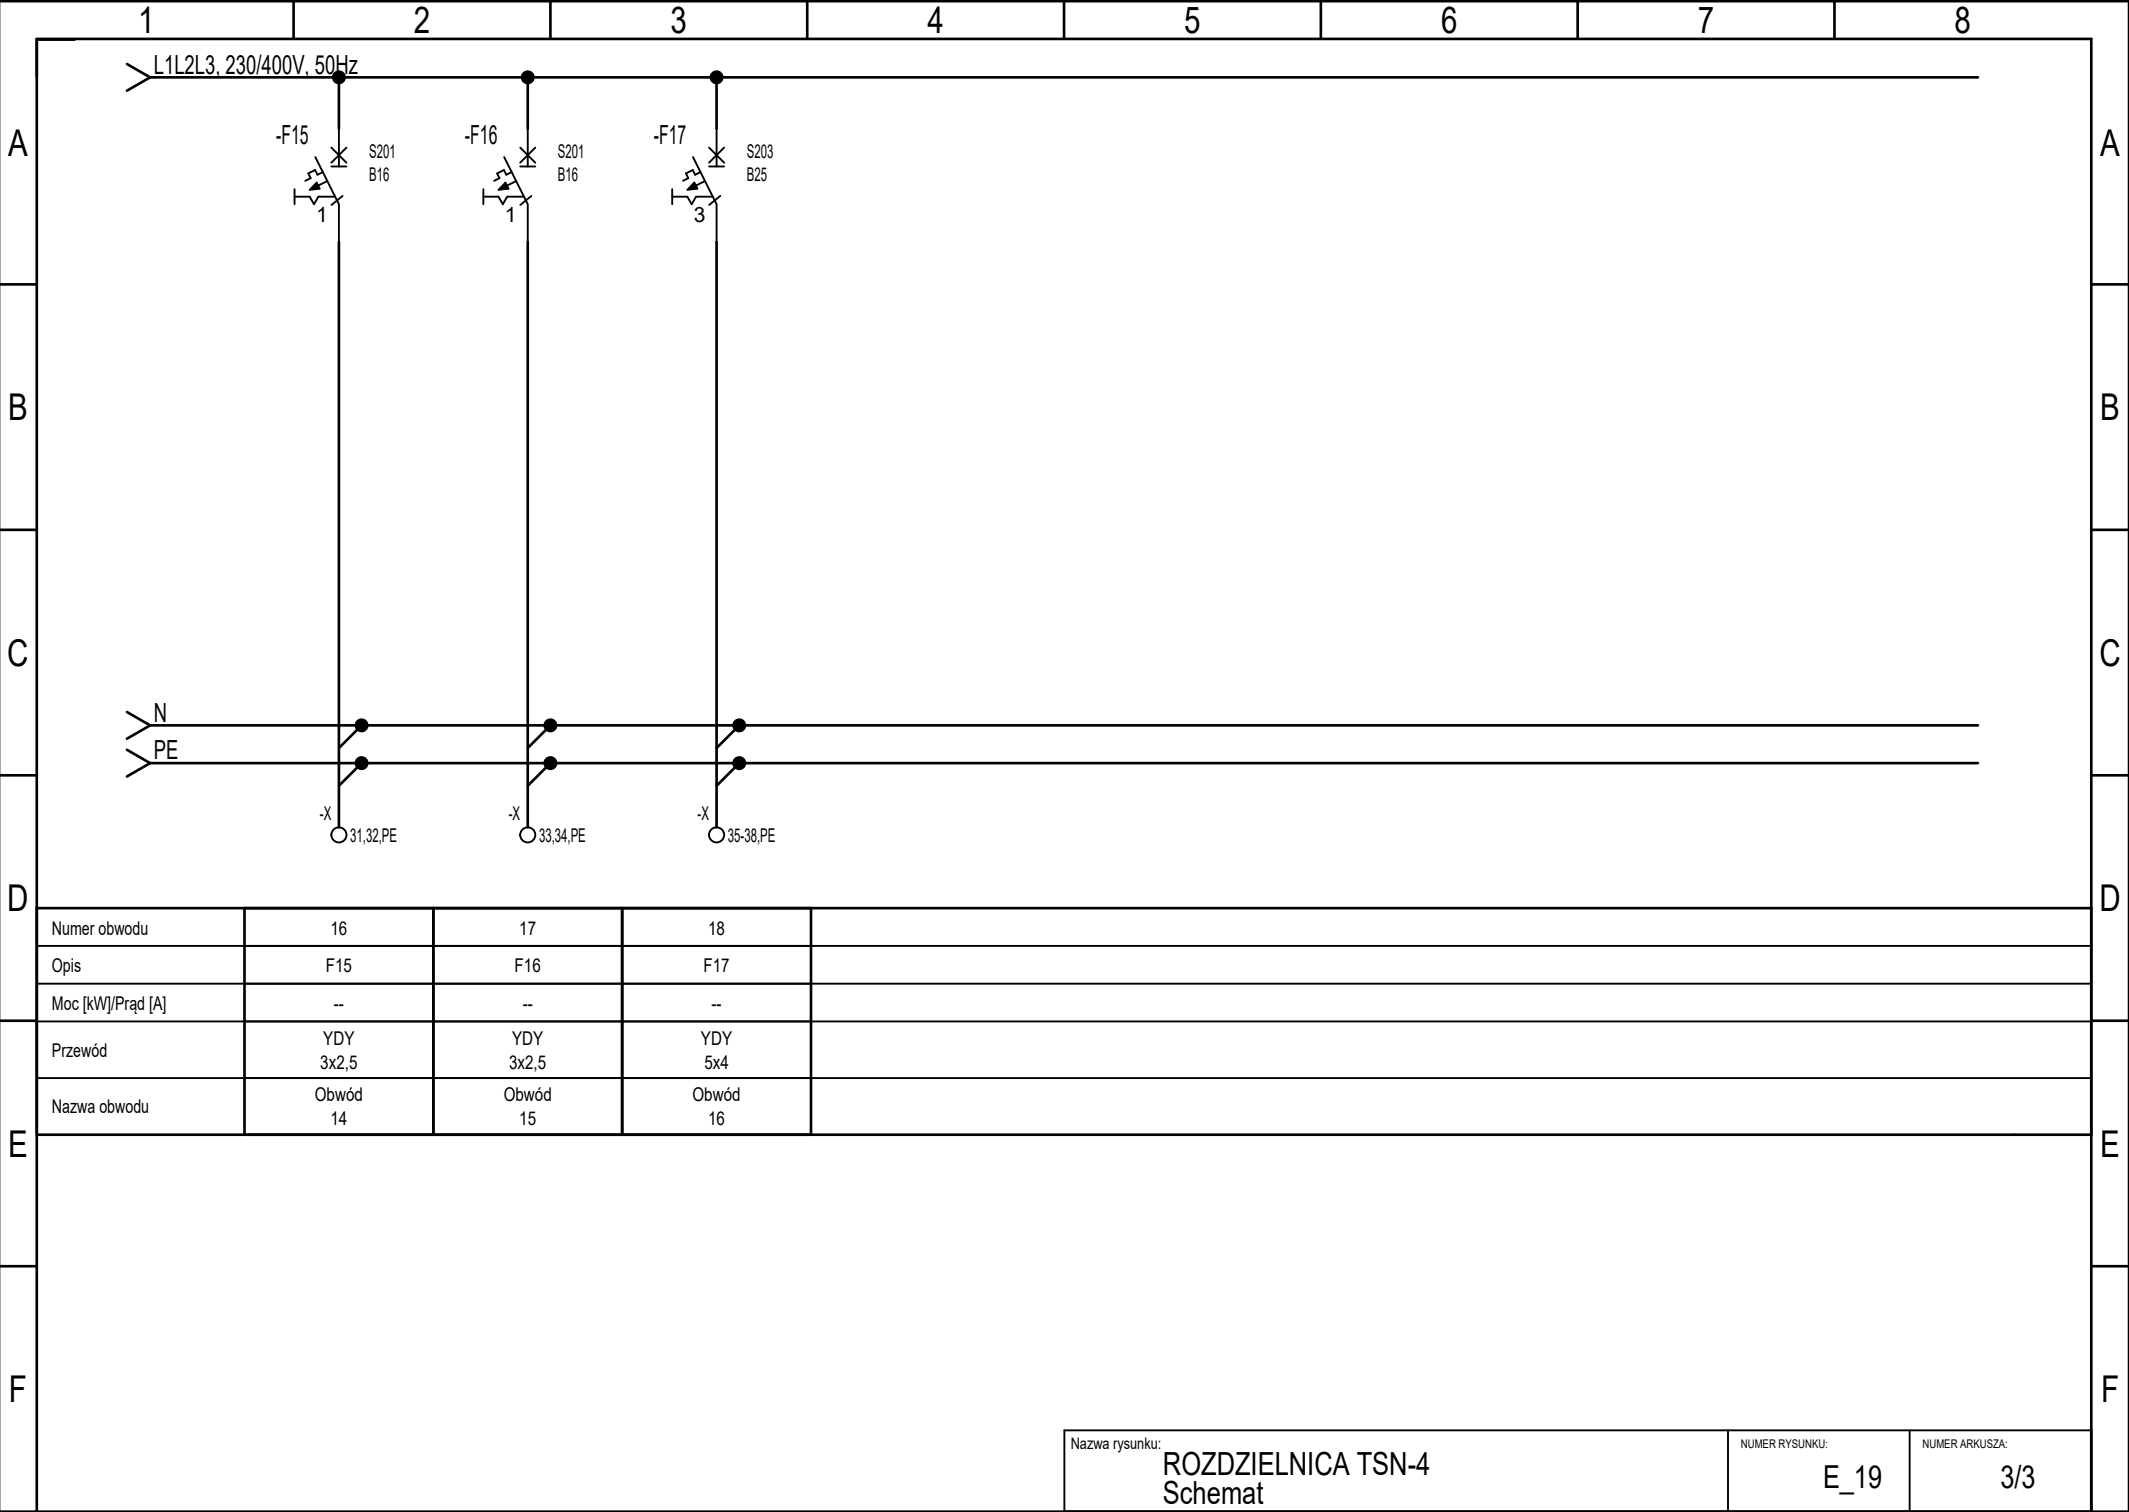 1 2 3 4 5 6 7 8
L1L2L3, 230/400V, 50Hz
A A
-F15 S201 -F16 S201 -F17 S203
B16 B16 B25
1 1 3
B B
C C
N
PE
-X -X -X
31,32,PE 33,34,PE 35-38,PE
D D
Numer obwodu 16 17 18
Opis F15 F16 F17
Moc [kW]/Prąd [A] -- -- --
Przewód YDY YDY YDY
3x2,5 3x2,5 5x4
Nazwa obwodu Obwód Obwód Obwód
14 15 16
E E
F F
Nazwa rysunku: NUMER RYSUNKU: NUMER ARKUSZA:
ROZDZIELNICA TSN-4 E_19 3/3
Schemat